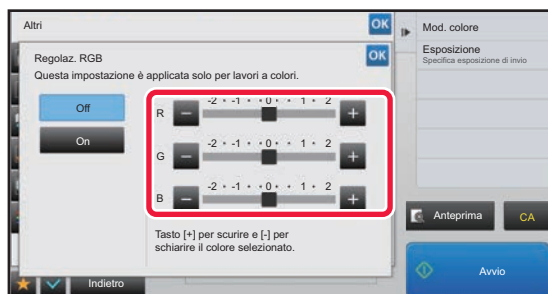 Altri
OK
Mod. colore
Esposizione
Specifica esposizione di invio
Regolaz. RGB
OK
Questa impostazione è applicata solo per lavori a colori.
Off
On
R
-2 • -1 • • 0 • • 1 • 2
G
-2 • -1 • • 0 • • 1 • 2
B
-2 • -1 • • 0 • • 1 • 2
Tasto [+] per scurire e [-] per
schiarire il colore selezionato.
Anteprima
CA
Indietro
Avvio